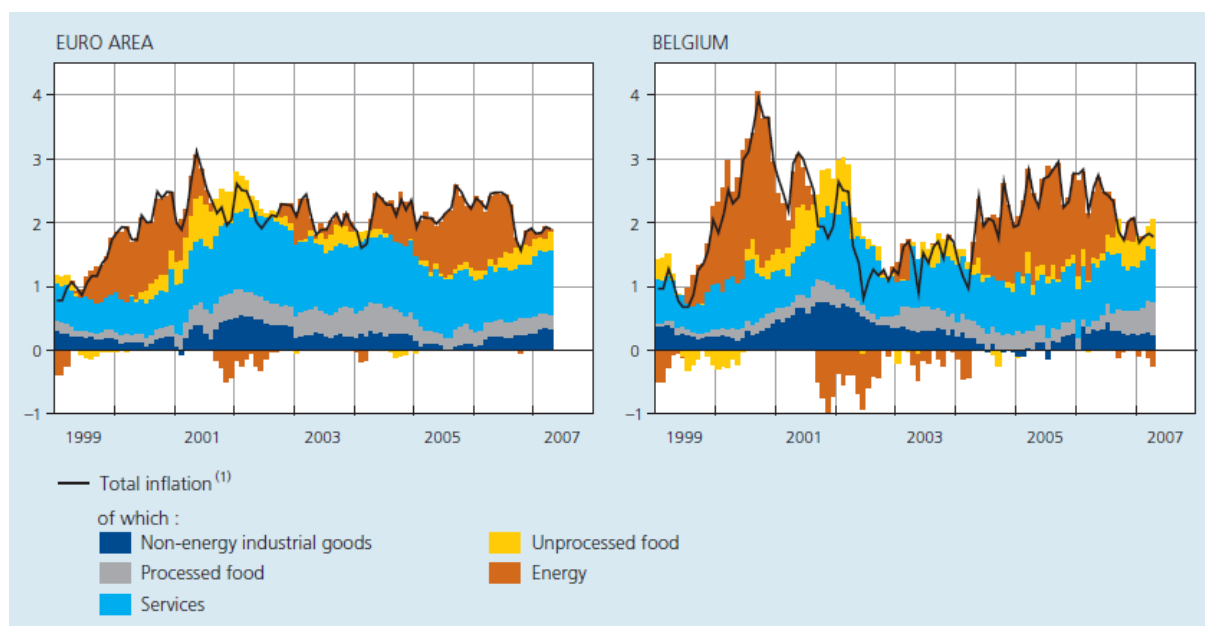 EURO AREA
4
3
2
1
0
–1
1999 2001 2003 2005 2007
BELGIUM
4
3
2
1
0
–1
1999 2001 2003 2005 2007
Total inflation (1)
of which :
Non-energy industrial goods
Processed food
Services
Unprocessed food
Energy